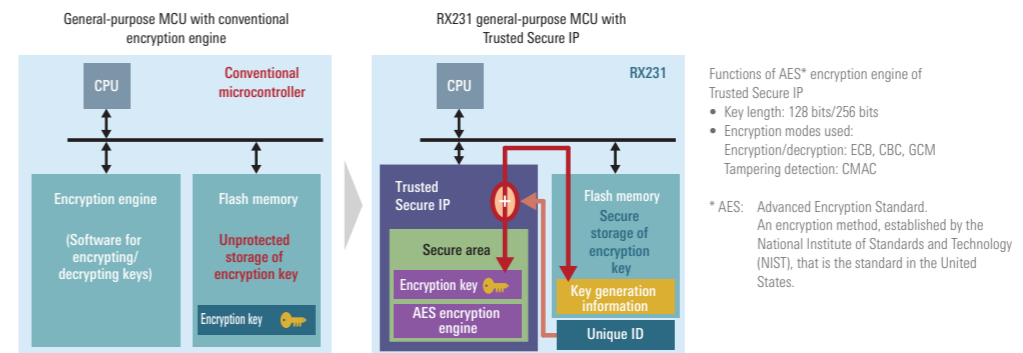 General-purpose MCU with conventional
encryption engine
Conventional
microcontroller
CPU
Encryption engine
(Software for
encrypting/
decrypting keys)
Flash memory
Unprotected
storage of
encryption key
Encryption key
RX231 general-purpose MCU with
Trusted Secure IP
RX231
CPU
Trusted
Secure IP
+
Secure area
Encryption key
AES encryption
engine
Flash memory
Secure
storage of
encryption
key
Key generation
information
Unique ID
Functions of AES* encryption engine of
Trusted Secure IP
• Key length: 128 bits/256 bits
• Encryption modes used:
Encryption/decryption: ECB, CBC, GCM
Tampering detection: CMAC
* AES: Advanced Encryption Standard.
An encryption method, established by the
National Institute of Standards and Technology
(NIST), that is the standard in the United
States.